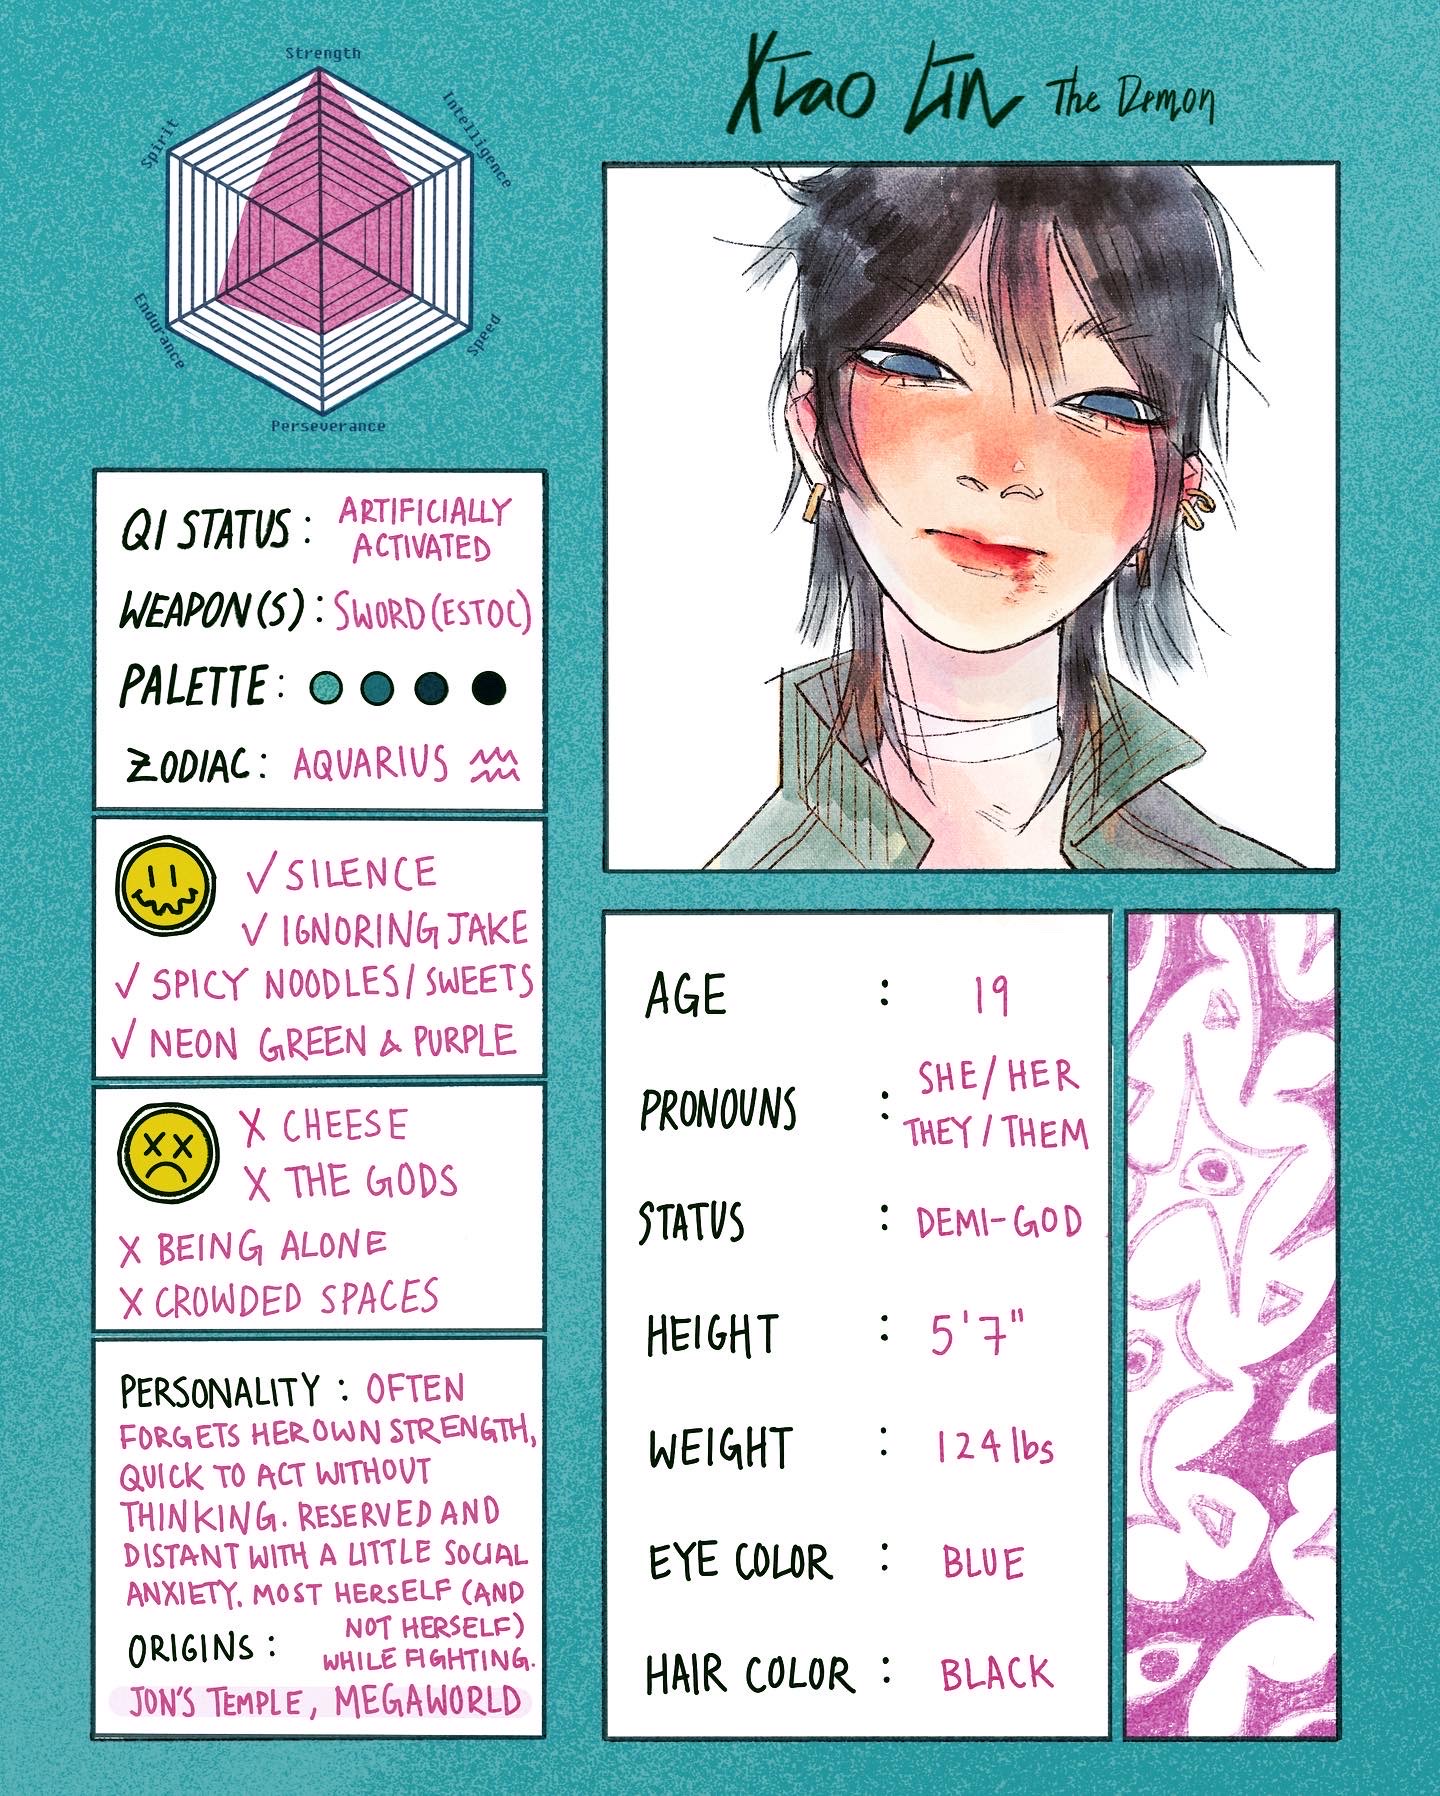 Xiao Lin The Demon
Strength
Intelligence
Spirit
Endurance
Speed
Perseverance
QI STATUS : ARTIFICIALLY
ACTIVATED
WEAPON(S) : SWORD (ESTOC)
PALETTE :
ZODIAC : AQUARIUS ♒
✓ SILENCE
✓ IGNORING JAKE
✓ SPICY NOODLES / SWEETS
✓ NEON GREEN & PURPLE
X CHEESE
X THE GODS
X BEING ALONE
X CROWDED SPACES
PERSONALITY : OFTEN
FORGETS HER OWN STRENGTH,
QUICK TO ACT WITHOUT
THINKING. RESERVED AND
DISTANT WITH A LITTLE SOCIAL
ANXIETY. MOST HERSELF (AND
NOT HERSELF)
WHILE FIGHTING.
ORIGINS :
JON'S TEMPLE, MEGAWORLD
AGE : 19
PRONOUNS : SHE / HER
THEY / THEM
STATUS : DEMI-GOD
HEIGHT : 5'7"
WEIGHT : 124 lbs
EYE COLOR : BLUE
HAIR COLOR : BLACK